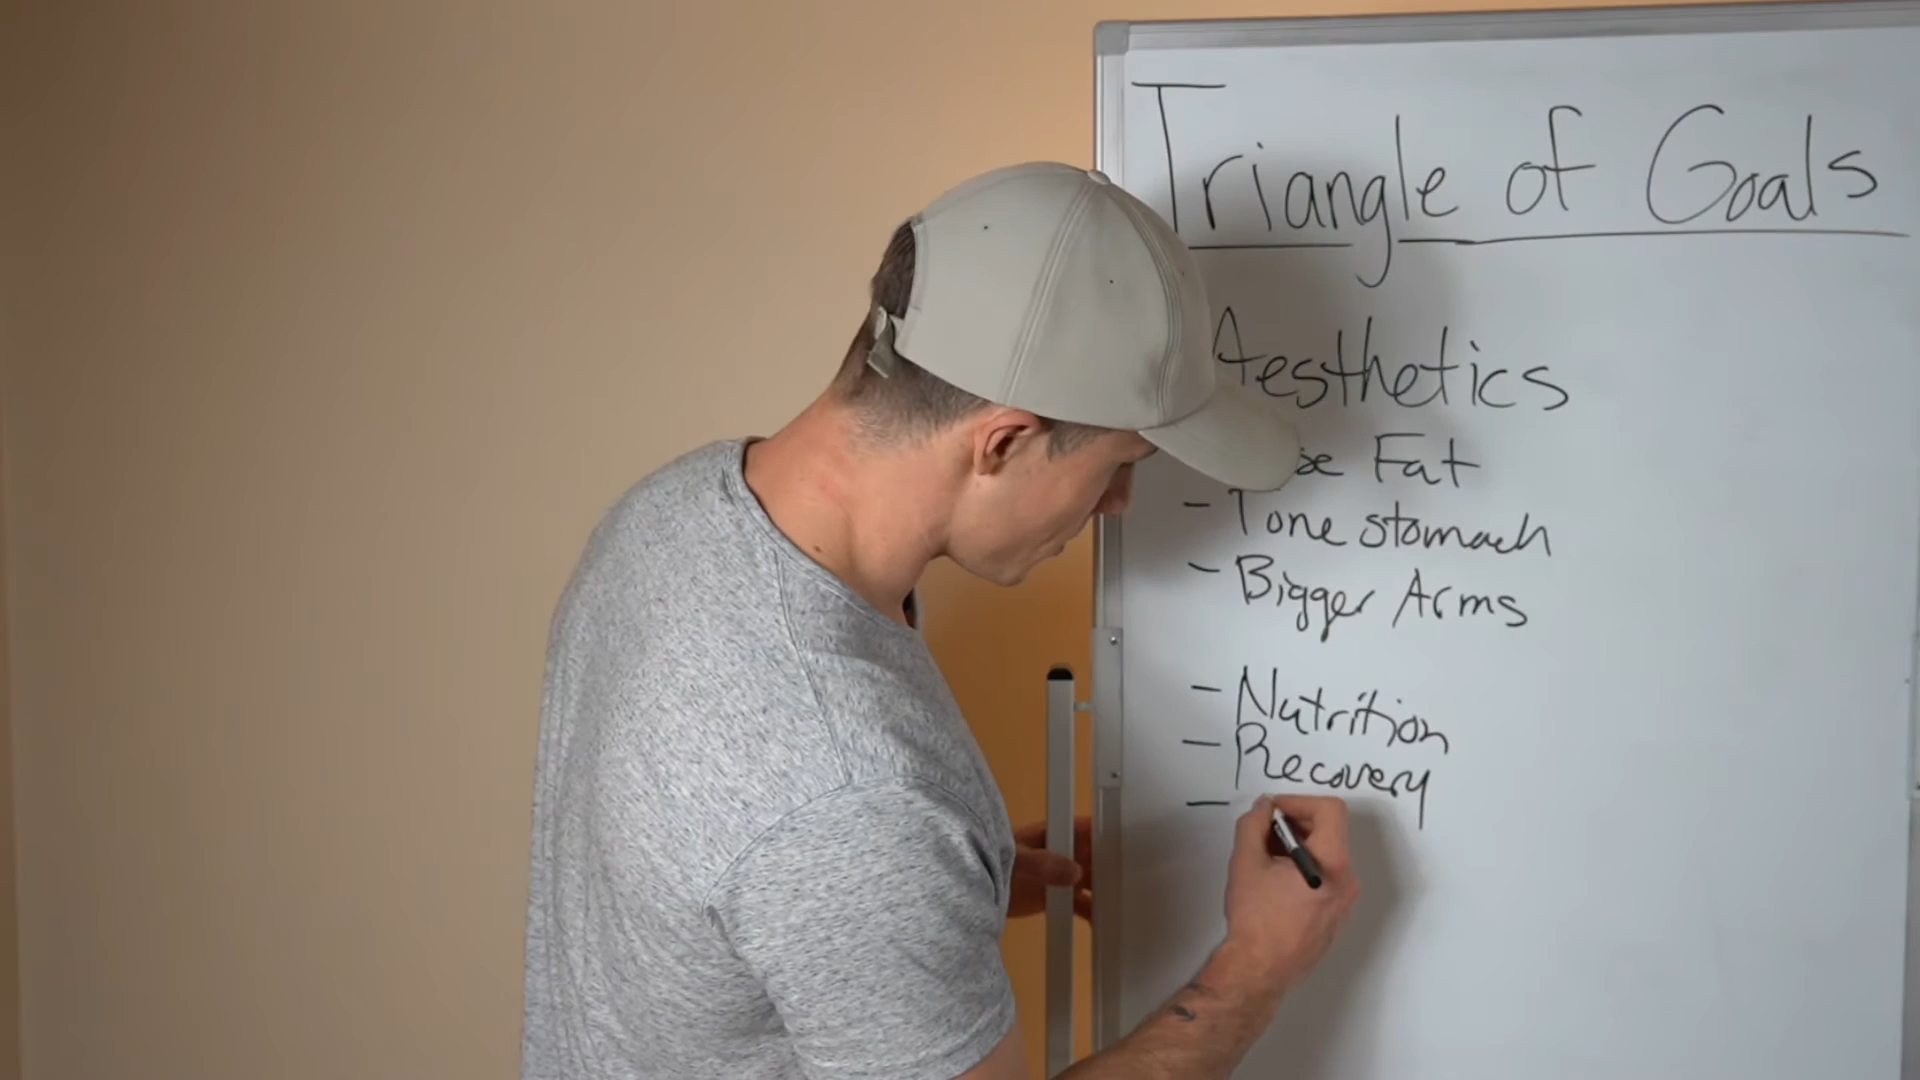 Triangle of Goals
Aesthetics
Fat
- Tone stomach
- Bigger Arms
- Nutrition
- Recovery
-